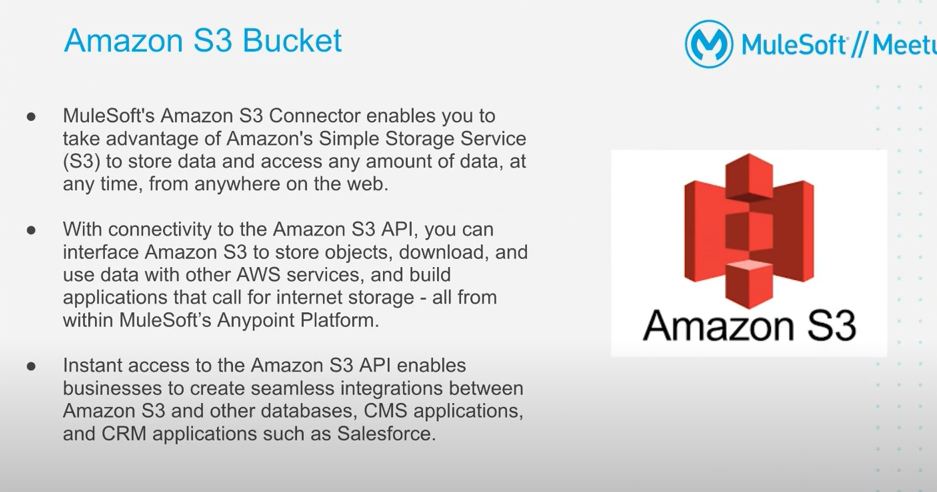 Amazon S3 Bucket
MuleSoft // Meetu
● MuleSoft's Amazon S3 Connector enables you to
take advantage of Amazon's Simple Storage Service
(S3) to store data and access any amount of data, at
any time, from anywhere on the web.
● With connectivity to the Amazon S3 API, you can
interface Amazon S3 to store objects, download, and
use data with other AWS services, and build
applications that call for internet storage - all from
within MuleSoft’s Anypoint Platform.
● Instant access to the Amazon S3 API enables
businesses to create seamless integrations between
Amazon S3 and other databases, CMS applications,
and CRM applications such as Salesforce.
Amazon S3